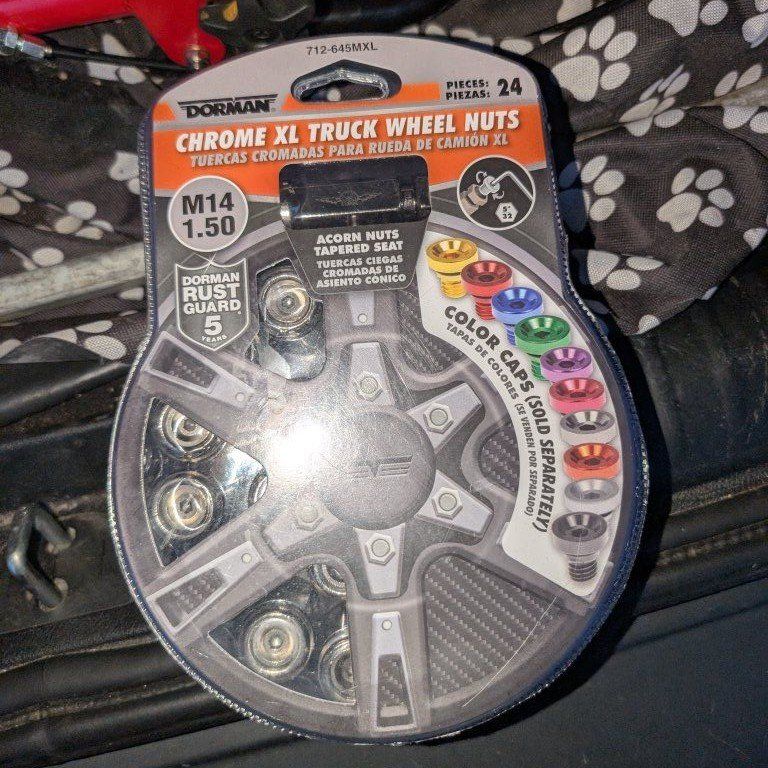 712-645MXL
DORMAN
PIECES: 24
PIEZAS:
CHROME XL TRUCK WHEEL NUTS
TUERCAS CROMADAS PARA RUEDA DE CAMIÓN XL
M14
1.50
5"
32
ACORN NUTS
TAPERED SEAT
TUERCAS CIEGAS
CROMADAS DE
ASIENTO CÓNICO
DORMAN
RUST
GUARD
5
YEARS
COLOR CAPS (SOLD SEPARATELY)
TAPAS DE COLORES (SE VENDEN POR SEPARADO)